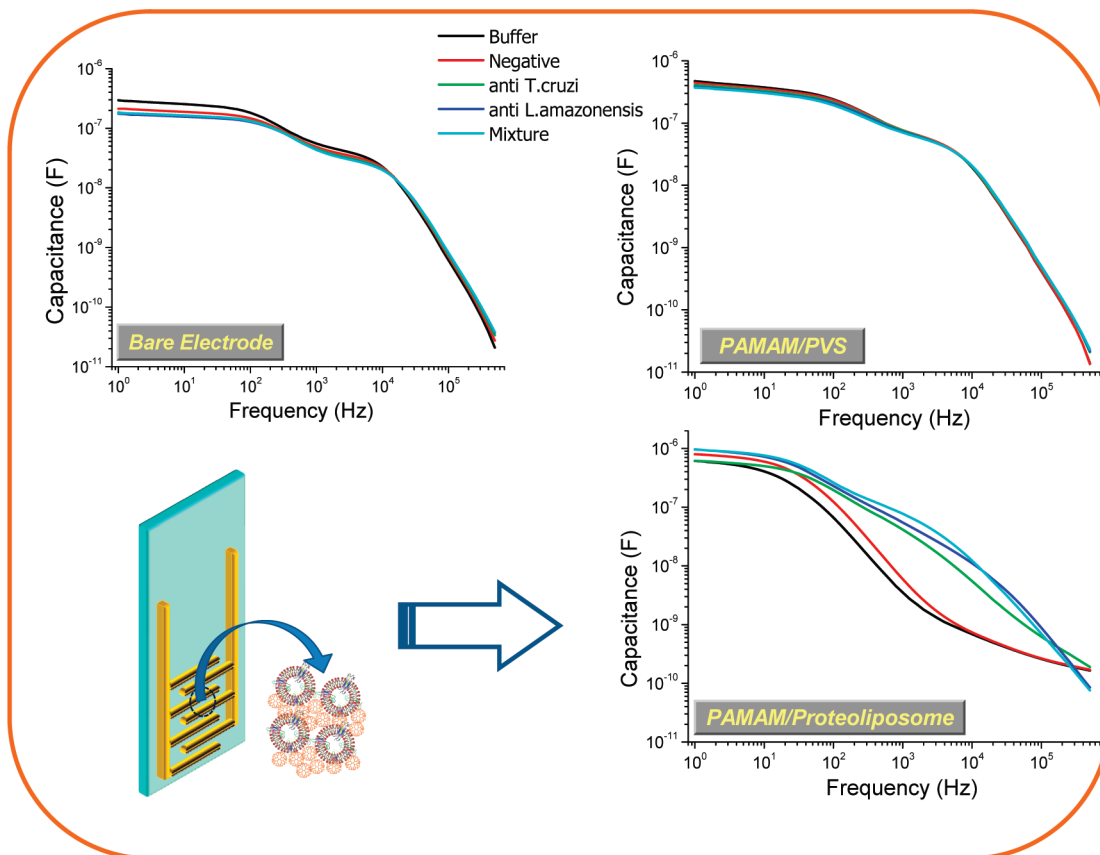 Buffer
Negative
anti T.cruzi
anti L.amazonensis
Mixture
10^-6
10^-7
10^-8
10^-9
10^-10
10^-11
Capacitance (F)
Bare Electrode
10^0 10^1 10^2 10^3 10^4 10^5
Frequency (Hz)
10^-6
10^-7
10^-8
10^-9
10^-10
10^-11
Capacitance (F)
PAMAM/PVS
10^0 10^1 10^2 10^3 10^4 10^5
Frequency (Hz)
10^-6
10^-7
10^-8
10^-9
10^-10
10^-11
Capacitance (F)
PAMAM/Proteoliposome
10^0 10^1 10^2 10^3 10^4 10^5
Frequency (Hz)